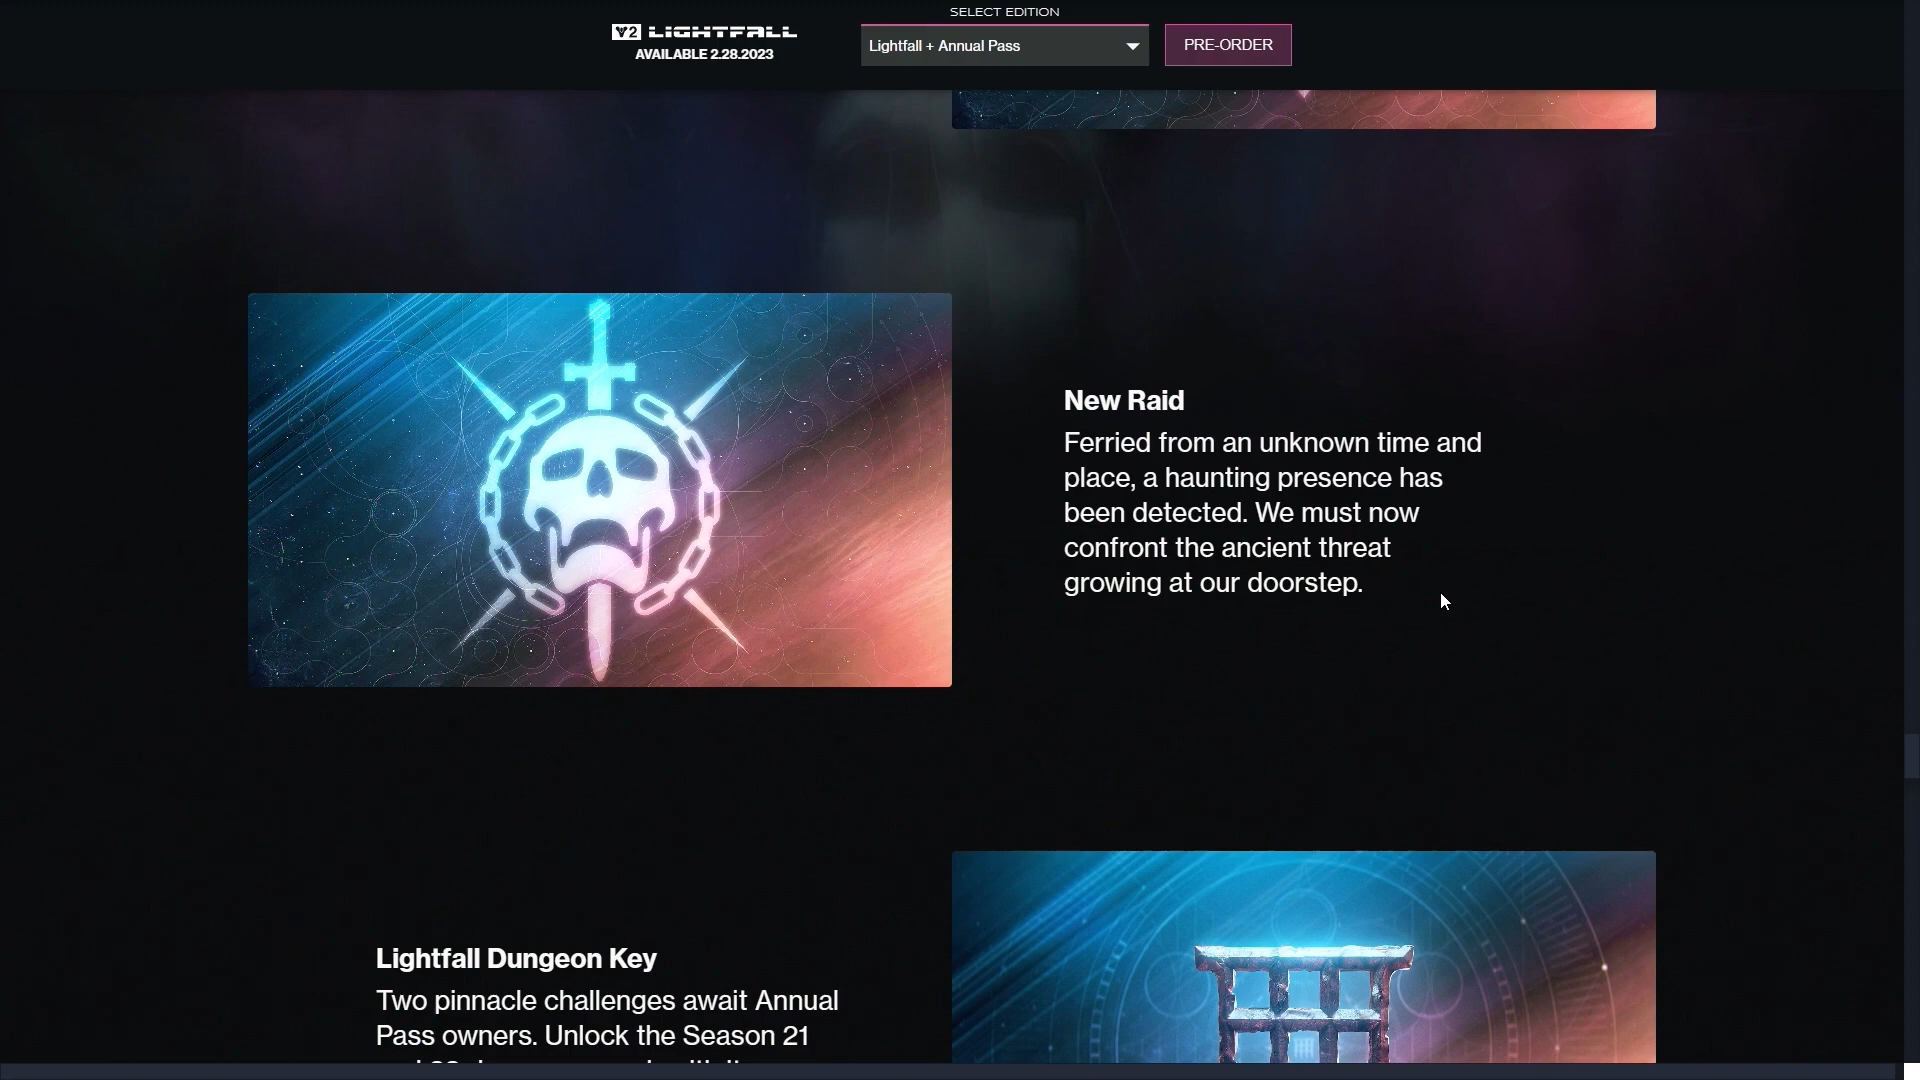 SELECT EDITION
LIGHTFALL
AVAILABLE 2.28.2023
Lightfall + Annual Pass
PRE-ORDER
New Raid
Ferried from an unknown time and
place, a haunting presence has
been detected. We must now
confront the ancient threat
growing at our doorstep.
Lightfall Dungeon Key
Two pinnacle challenges await Annual
Pass owners. Unlock the Season 21